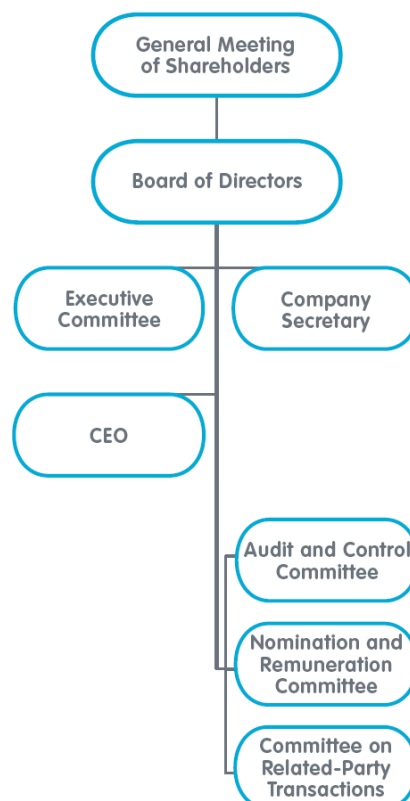 General Meeting
of Shareholders
Board of Directors
Executive
Committee
Company
Secretary
CEO
Audit and Control
Committee
Nomination and
Remuneration
Committee
Committee on
Related-Party
Transactions